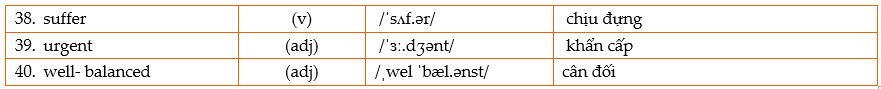 38. suffer (v) /ˈsʌf.ər/ chịu đựng
39. urgent (adj) /ˈɜː.dʒənt/ khẩn cấp
40. well- balanced (adj) /ˌwel ˈbæl.ənst/ cân đối